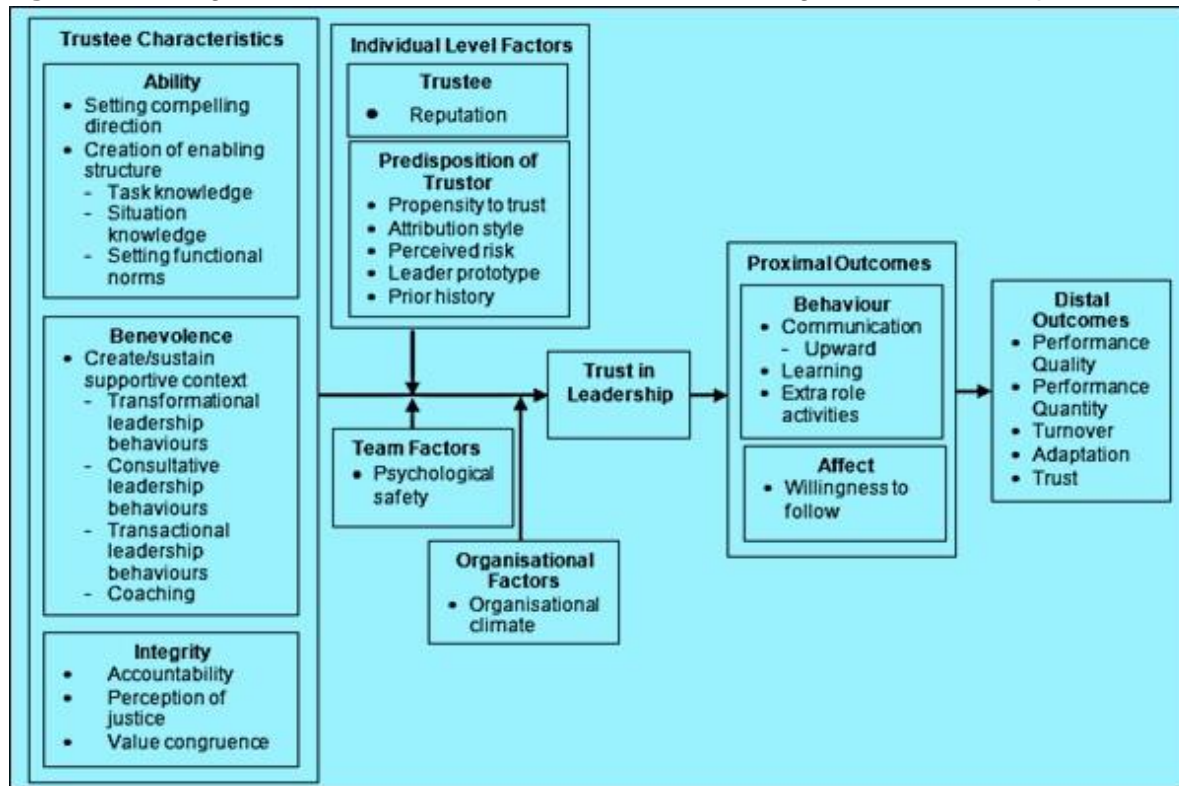 Trustee Characteristics
Ability
• Setting compelling
direction
• Creation of enabling
structure
- Task knowledge
- Situation
knowledge
- Setting functional
norms
Benevolence
• Create/sustain
supportive context
- Transformational
leadership
behaviours
- Consultative
leadership
behaviours
- Transactional
leadership
behaviours
- Coaching
Integrity
• Accountability
• Perception of
justice
• Value congruence
Individual Level Factors
Trustee
• Reputation
Predisposition of
Trustor
• Propensity to trust
• Attribution style
• Perceived risk
• Leader prototype
• Prior history
Team Factors
• Psychological
safety
Organisational
Factors
• Organisational
climate
Trust in
Leadership
Proximal Outcomes
Behaviour
• Communication
- Upward
• Learning
• Extra role
activities
Affect
• Willingness to
follow
Distal
Outcomes
• Performance
Quality
• Performance
Quantity
• Turnover
• Adaptation
• Trust